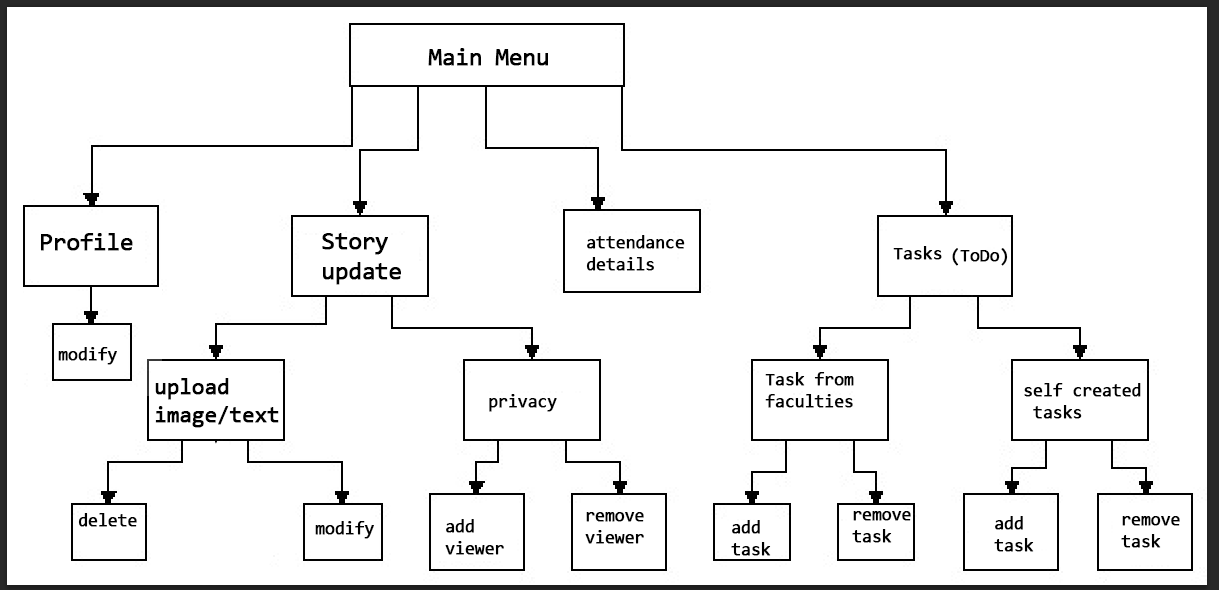 Main Menu
Profile
Story
update
attendance
details
Tasks (ToDo)
modify
upload
image/text
privacy
Task from
faculties
self created
tasks
delete
modify
add
viewer
remove
viewer
add
task
remove
task
add
task
remove
task